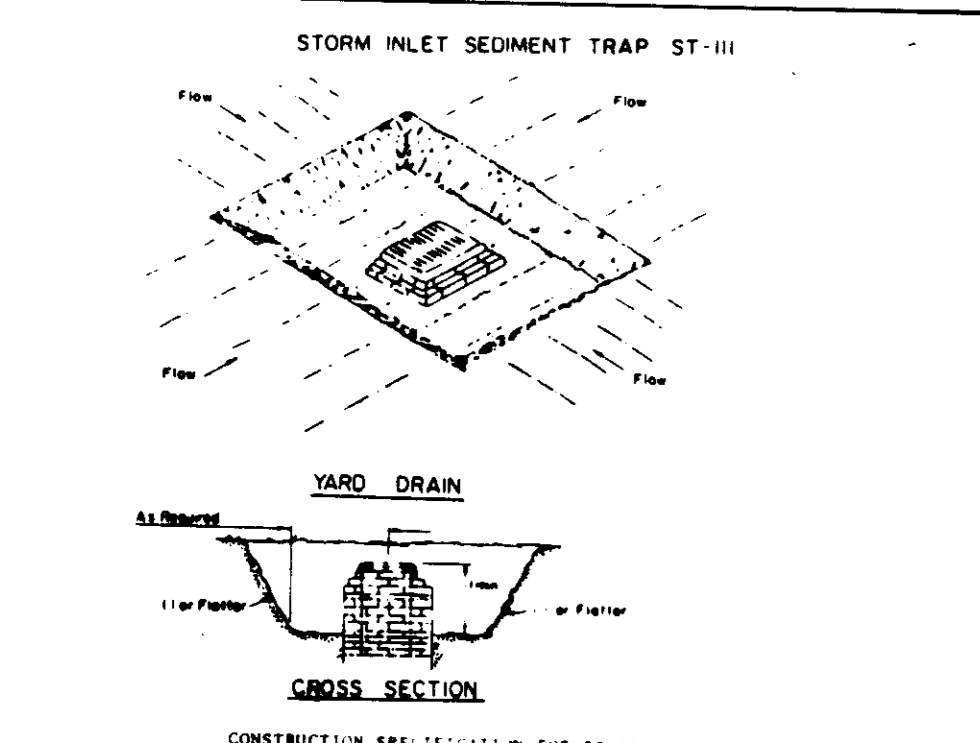 STORM INLET SEDIMENT TRAP ST-III
Flow
Flow
Flow
Flow
YARD DRAIN
As Required
or Flatter
or Flatter
CROSS SECTION
CONSTRUCTION